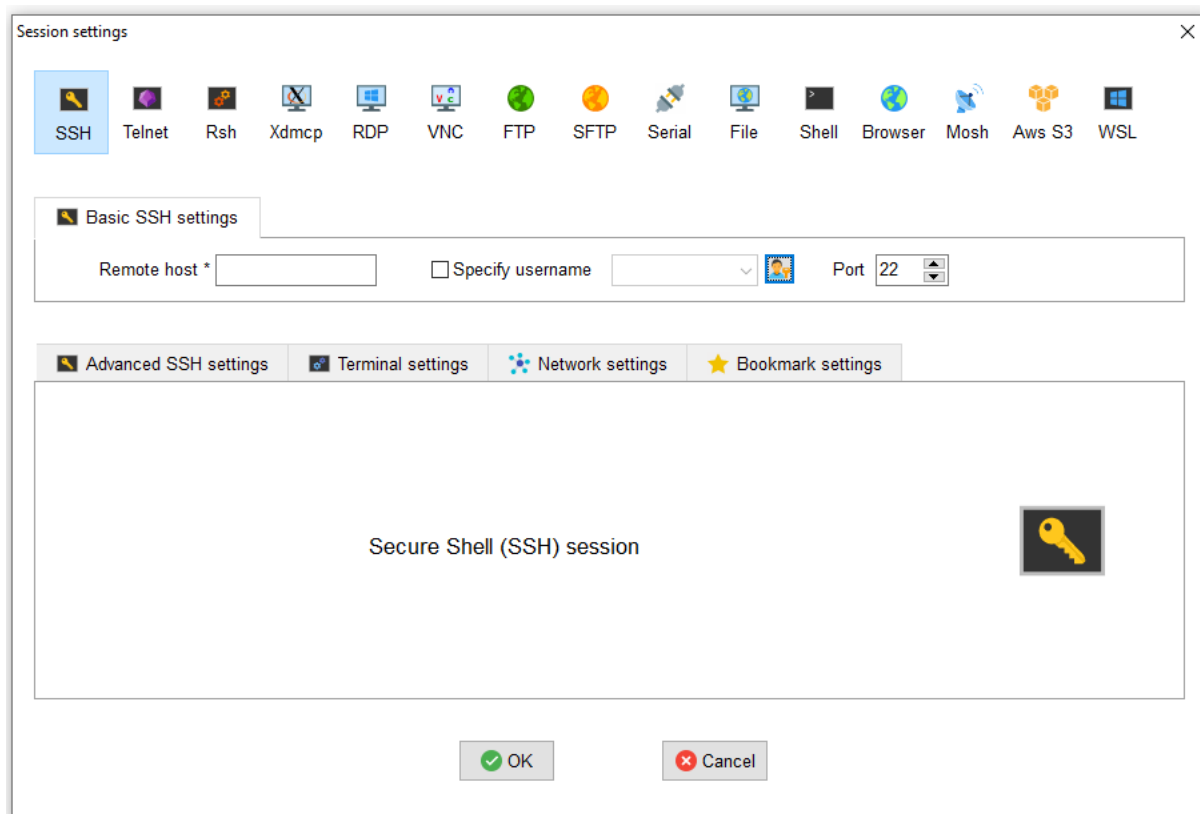 Session settings
SSH Telnet Rsh Xdmcp RDP VNC FTP SFTP Serial File Shell Browser Mosh Aws S3 WSL
Basic SSH settings
Remote host * Specify username Port 22
Advanced SSH settings Terminal settings Network settings Bookmark settings
Secure Shell (SSH) session
OK Cancel